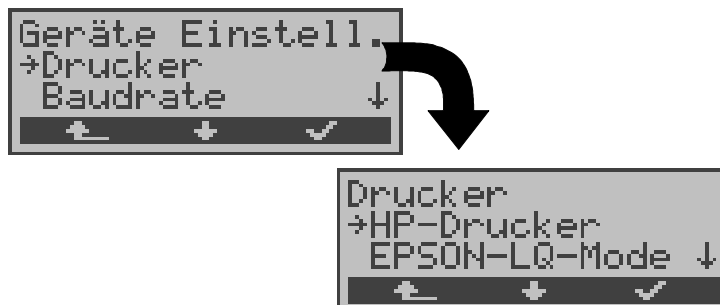 Geräte Einstell.
→Drucker
Baudrate ↓
Drucker
→HP-Drucker
EPSON-LQ-Mode ↓